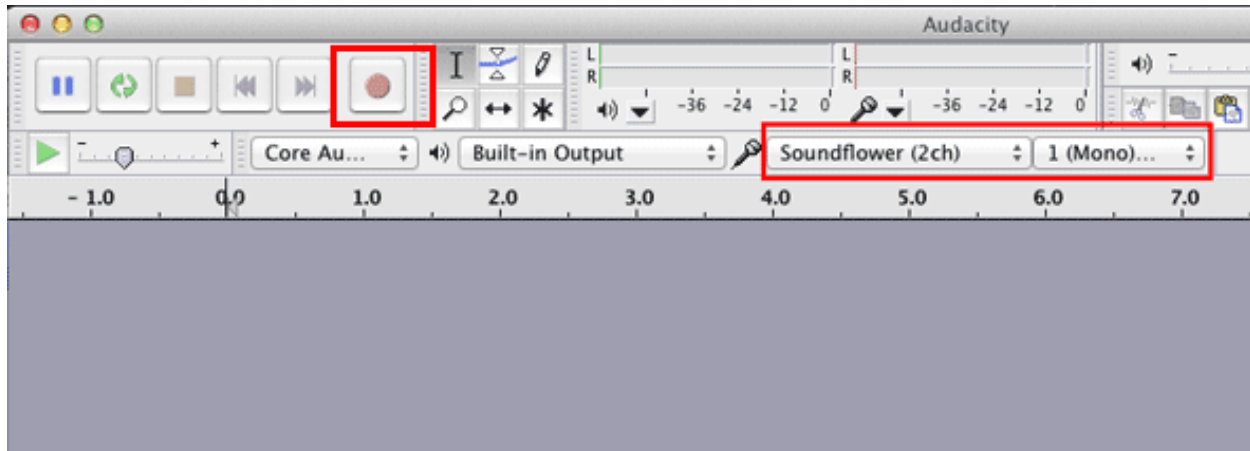 Audacity
L
R
-36 -24 -12 0
L
R
-36 -24 -12 0
- +
-
Core Au...
Built-in Output
Soundflower (2ch)
1 (Mono)...
- 1.0 0.0 1.0 2.0 3.0 4.0 5.0 6.0 7.0